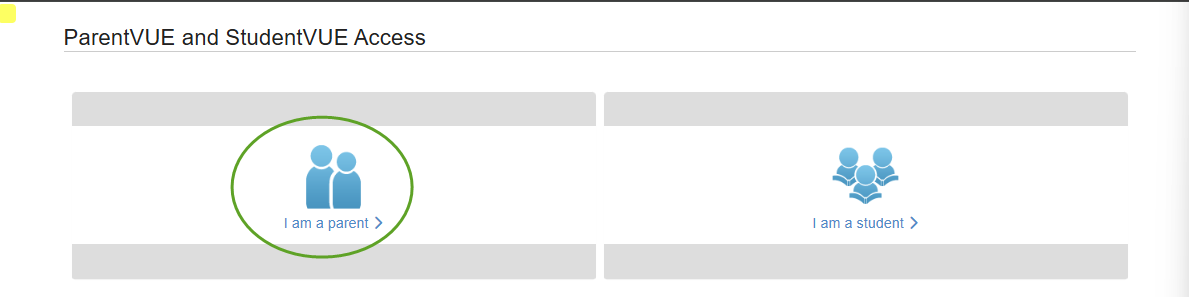 ParentVUE and StudentVUE Access
I am a parent
I am a student